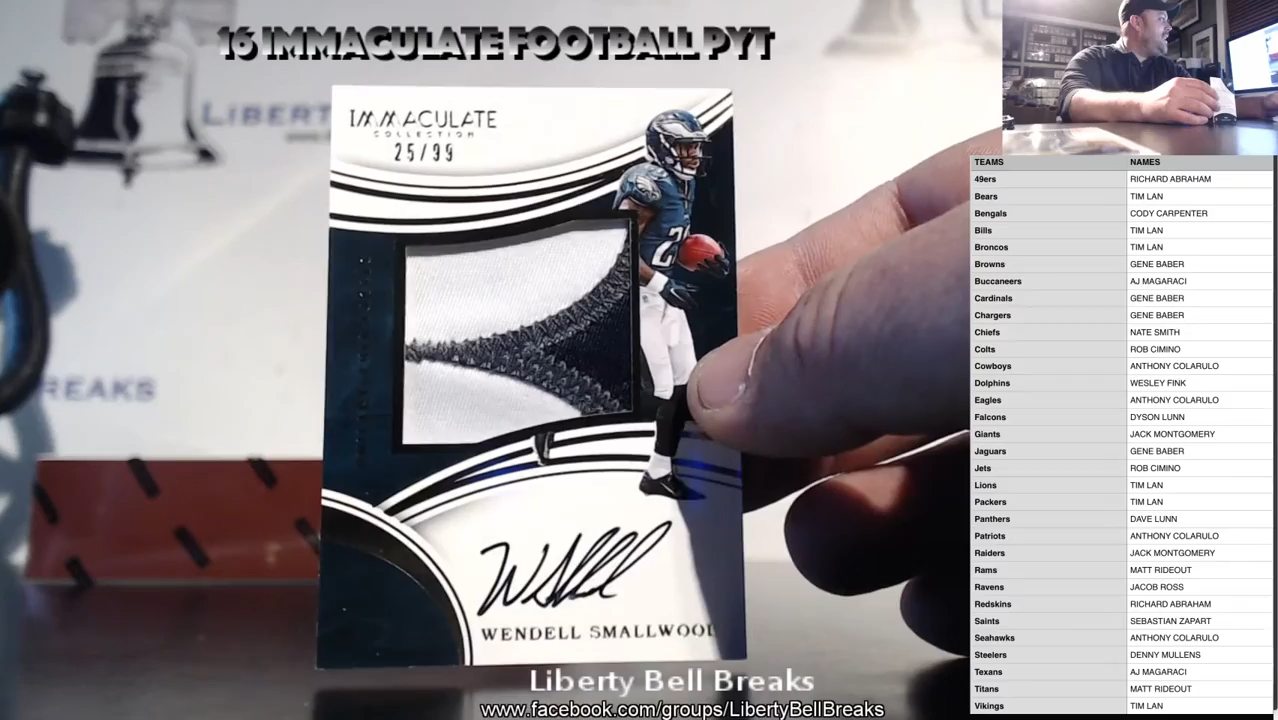 16 IMMACULATE FOOTBALL PYT
LIBERT
REAKS
IMMACULATE
COLLECTION
25/99
WENDELL SMALLWOOD
Liberty Bell Breaks
www.facebook.com/groups/LibertyBellBreaks
TEAMS NAMES
49ers RICHARD ABRAHAM
Bears TIM LAN
Bengals CODY CARPENTER
Bills TIM LAN
Broncos TIM LAN
Browns GENE BABER
Buccaneers AJ MAGARACI
Cardinals GENE BABER
Chargers GENE BABER
Chiefs NATE SMITH
Colts ROB CIMINO
Cowboys ANTHONY COLARULO
Dolphins WESLEY FINK
Eagles ANTHONY COLARULO
Falcons DYSON LUNN
Giants JACK MONTGOMERY
Jaguars GENE BABER
Jets ROB CIMINO
Lions TIM LAN
Packers TIM LAN
Panthers DAVE LUNN
Patriots ANTHONY COLARULO
Raiders JACK MONTGOMERY
Rams MATT RIDEOUT
Ravens JACOB ROSS
Redskins RICHARD ABRAHAM
Saints SEBASTIAN ZAPART
Seahawks ANTHONY COLARULO
Steelers DENNY MULLENS
Texans AJ MAGARACI
Titans MATT RIDEOUT
Vikings TIM LAN